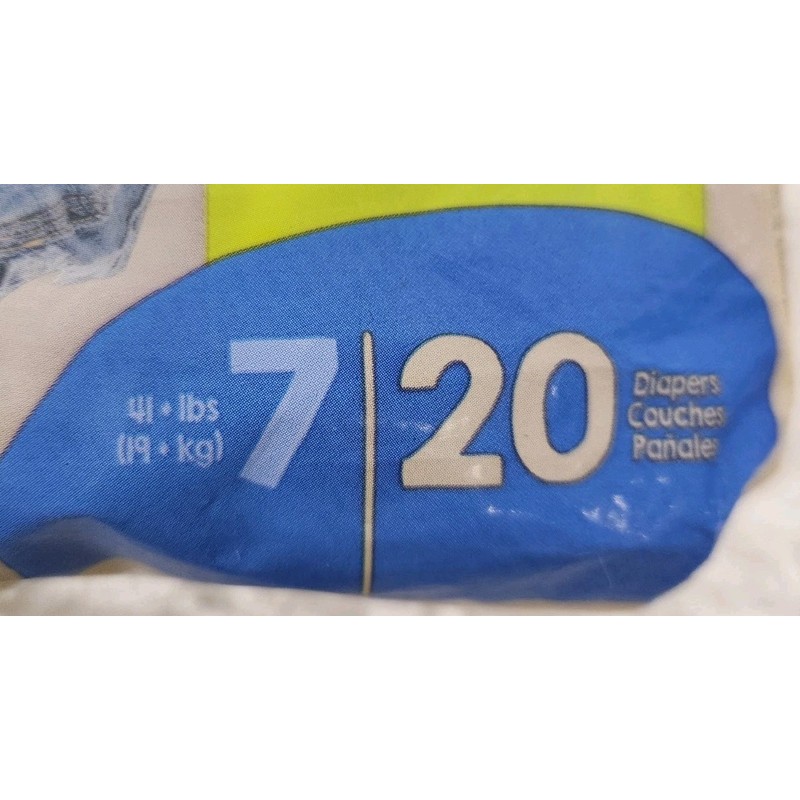 41+ lbs
(19+ kg)
7
20
Diapers
Couches
Pañales